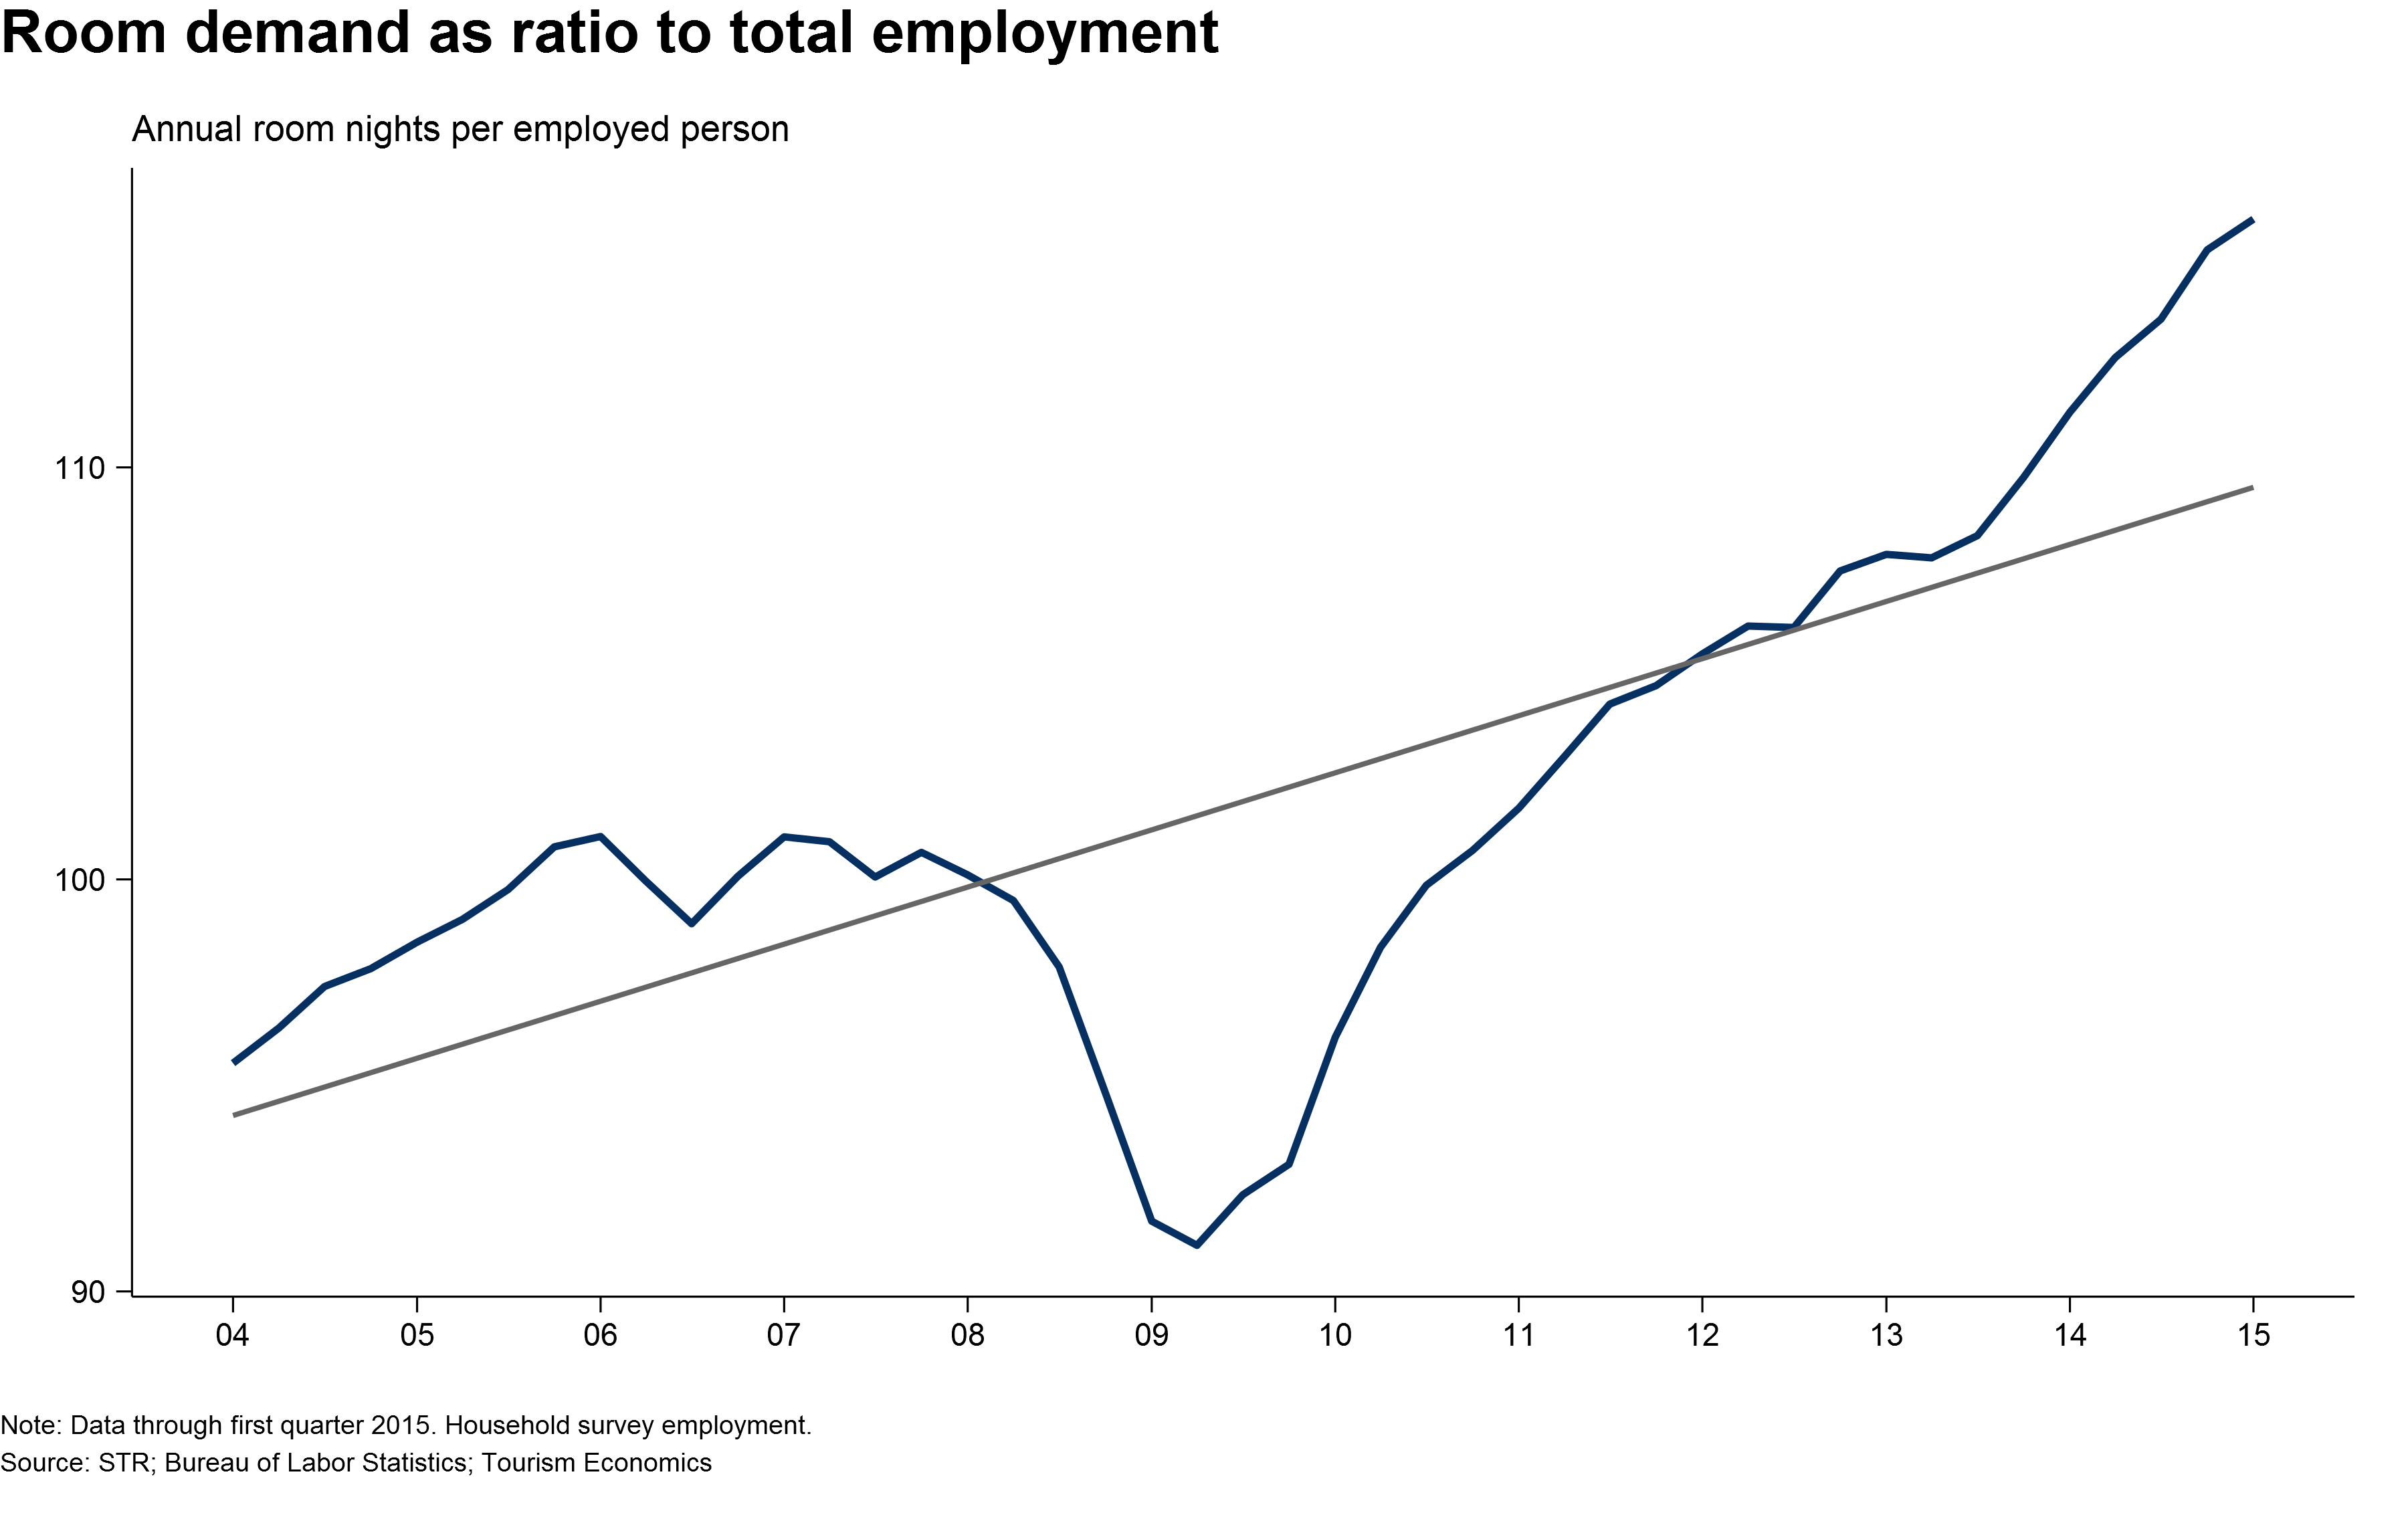 Room demand as ratio to total employment
Annual room nights per employed person
110
100
90
04 05 06 07 08 09 10 11 12 13 14 15
Note: Data through first quarter 2015. Household survey employment.
Source: STR; Bureau of Labor Statistics; Tourism Economics